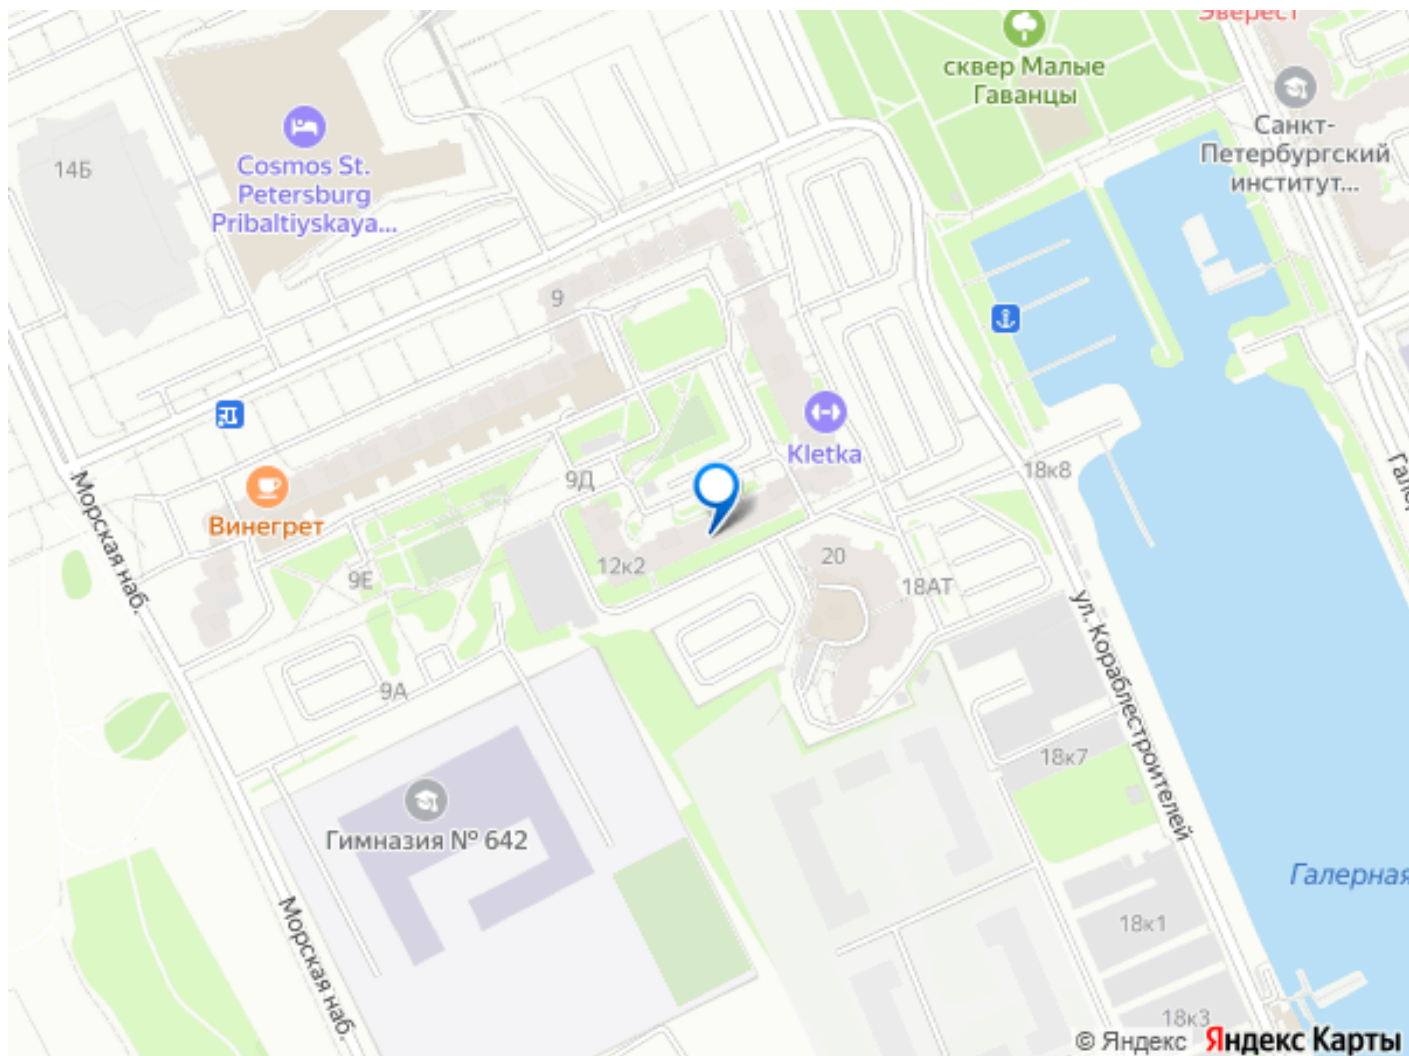 Эверест
сквер Малые
Гаванцы
Санкт-
Петербургский
институт...
14Б
Cosmos St.
Petersburg
Pribaltiyskaya...
9
Kletka
18к8
Винегрет
9Д
Морская наб.
9Е
12к2
20
18АТ
ул. Кораблестроителей
9А
18к7
Гимназия № 642
Галерная
18к1
Морская наб.
18к3
© Яндекс Яндекс Карты